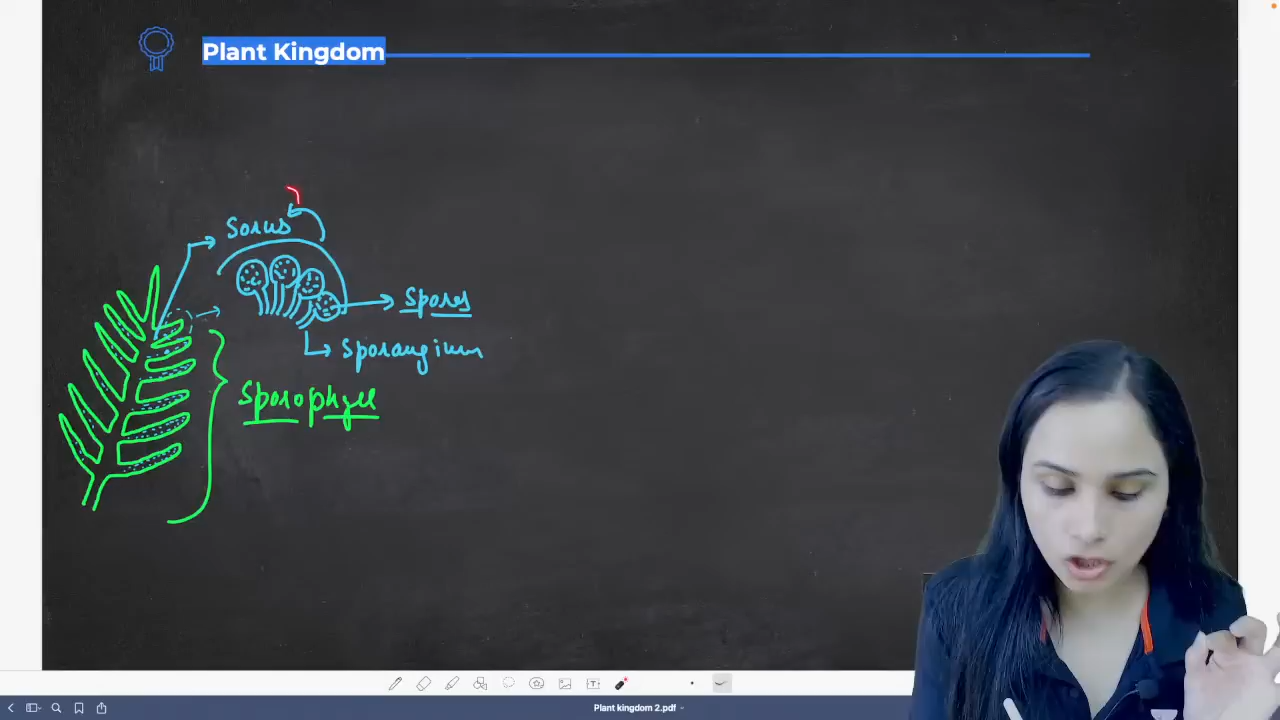 Plant Kingdom
Sorus
Spores
Sporangium
Sporophyll
Plant kingdom 2.pdf